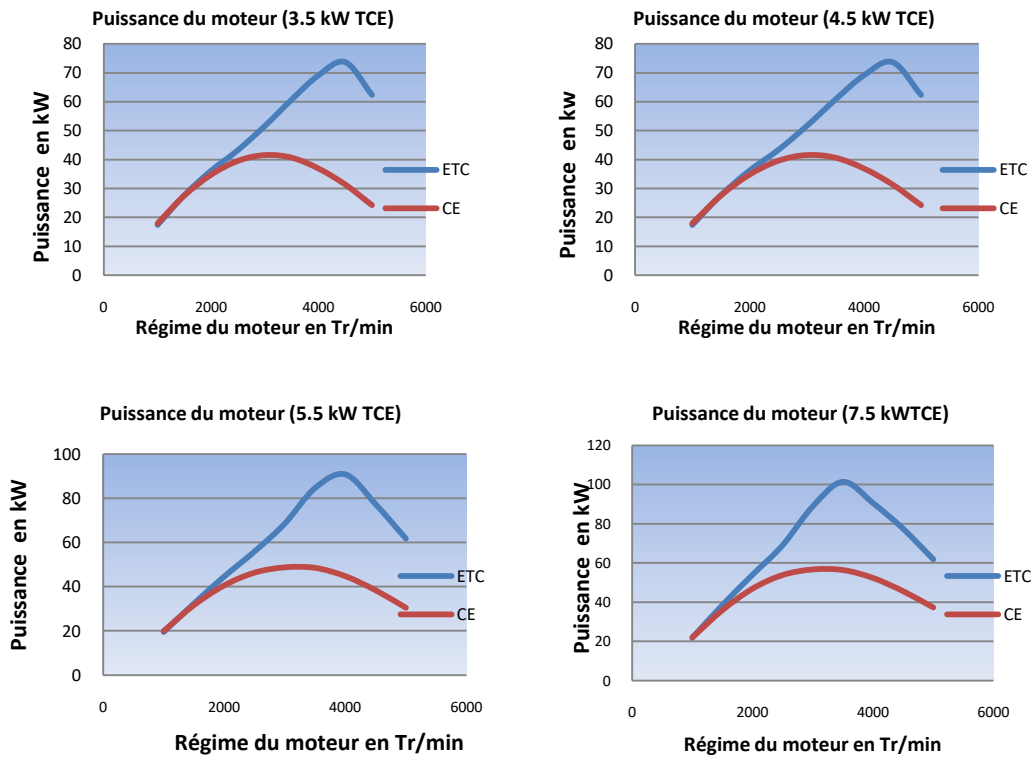 Puissance du moteur (3.5 kW TCE)
Puissance en kW
80
70
60
50
40
30
20
10
0
0 2000 4000 6000
Régime du moteur en Tr/min
ETC
CE
Puissance du moteur (4.5 kW TCE)
Puissance en kw
80
70
60
50
40
30
20
10
0
0 2000 4000 6000
Régime du moteur en Tr/min
ETC
CE
Puissance du moteur (5.5 kW TCE)
Puissance en kW
100
80
60
40
20
0
0 2000 4000 6000
Régime du moteur en Tr/min
ETC
CE
Puissance du moteur (7.5 kWTCE)
Puissance en kW
120
100
80
60
40
20
0
0 2000 4000 6000
Régime du moteur en Tr/min
ETC
CE